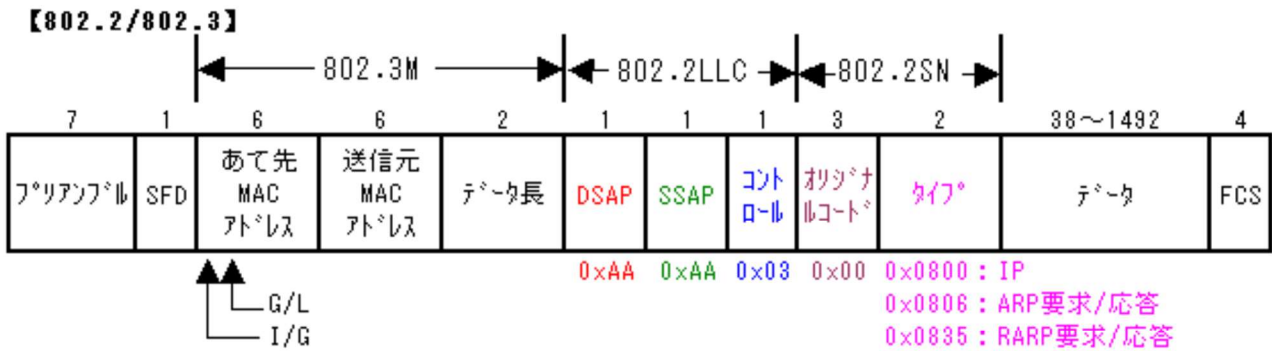 【802.2/802.3】
802.3M 802.2LLC 802.2SN
7 1 6 6 2 1 1 1 3 2 38～1492 4
ﾌﾟﾘｱﾝﾌﾞﾙ
SFD
あて先
MAC
ｱﾄﾞﾚｽ
送信元
MAC
ｱﾄﾞﾚｽ
ﾃﾞｰﾀ長
DSAP
SSAP
ｺﾝﾄ
ﾛｰﾙ
ｵﾘｼﾞﾅ
ﾙｺｰﾄﾞ
ﾀｲﾌﾟ
ﾃﾞｰﾀ
FCS
0xAA 0xAA 0x03 0x00 0x0800：IP
0x0806：ARP要求/応答
0x0835：RARP要求/応答
G/L
I/G